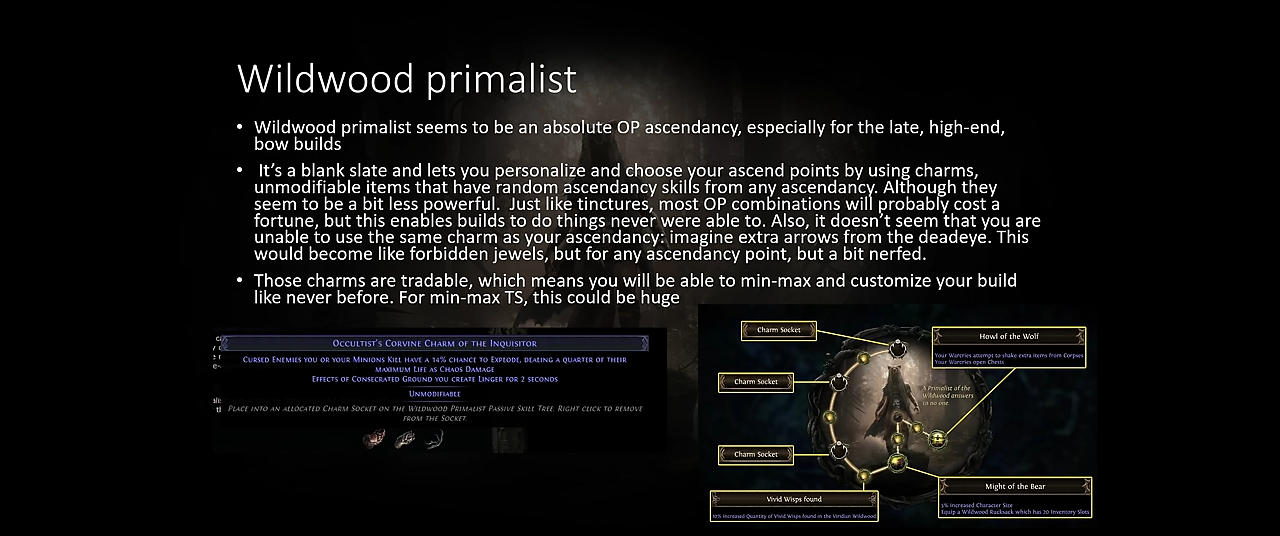 Wildwood primalist
• Wildwood primalist seems to be an absolute OP ascendancy, especially for the late, high-end,
bow builds
• It's a blank slate and lets you personalize and choose your ascend points by using charms,
unmodifiable items that have random ascendancy skills from any ascendancy. Although they
seem to be a bit less powerful. Just like tinctures, most OP combinations will probably cost a
fortune, but this enables builds to do things never were able to. Also, it doesn't seem that you are
unable to use the same charm as your ascendancy: imagine extra arrows from the deadeye. This
would become like forbidden jewels, but for any ascendancy point, but a bit nerfed.
• Those charms are tradable, which means you will be able to min-max and customize your build
like never before. For min-max TS, this could be huge
Occultist's Corvine Charm of the Inquisitor
Cursed Enemies you or your Minions Kill have a 14% chance to Explode, dealing a quarter of their
maximum Life as Chaos Damage
Effects of Consecrated Ground you create Linger for 2 seconds
Unmodifiable
Place into an allocated Charm Socket on the Wildwood Primalist Passive Skill Tree. Right click to remove
from the Socket.
Charm Socket
Howl of the Wolf
Your Warcries attempt to shake extra items from Corpses
Your Warcries open Chests
Charm Socket
A Primalist of the
Wildwood answers
to no one.
Charm Socket
Might of the Bear
3% increased Character Size
Equip a Wildwood Rucksack which has 20 Inventory Slots
Vivid Wisps found
10% increased Quantity of Vivid Wisps found in the Viridian Wildwood